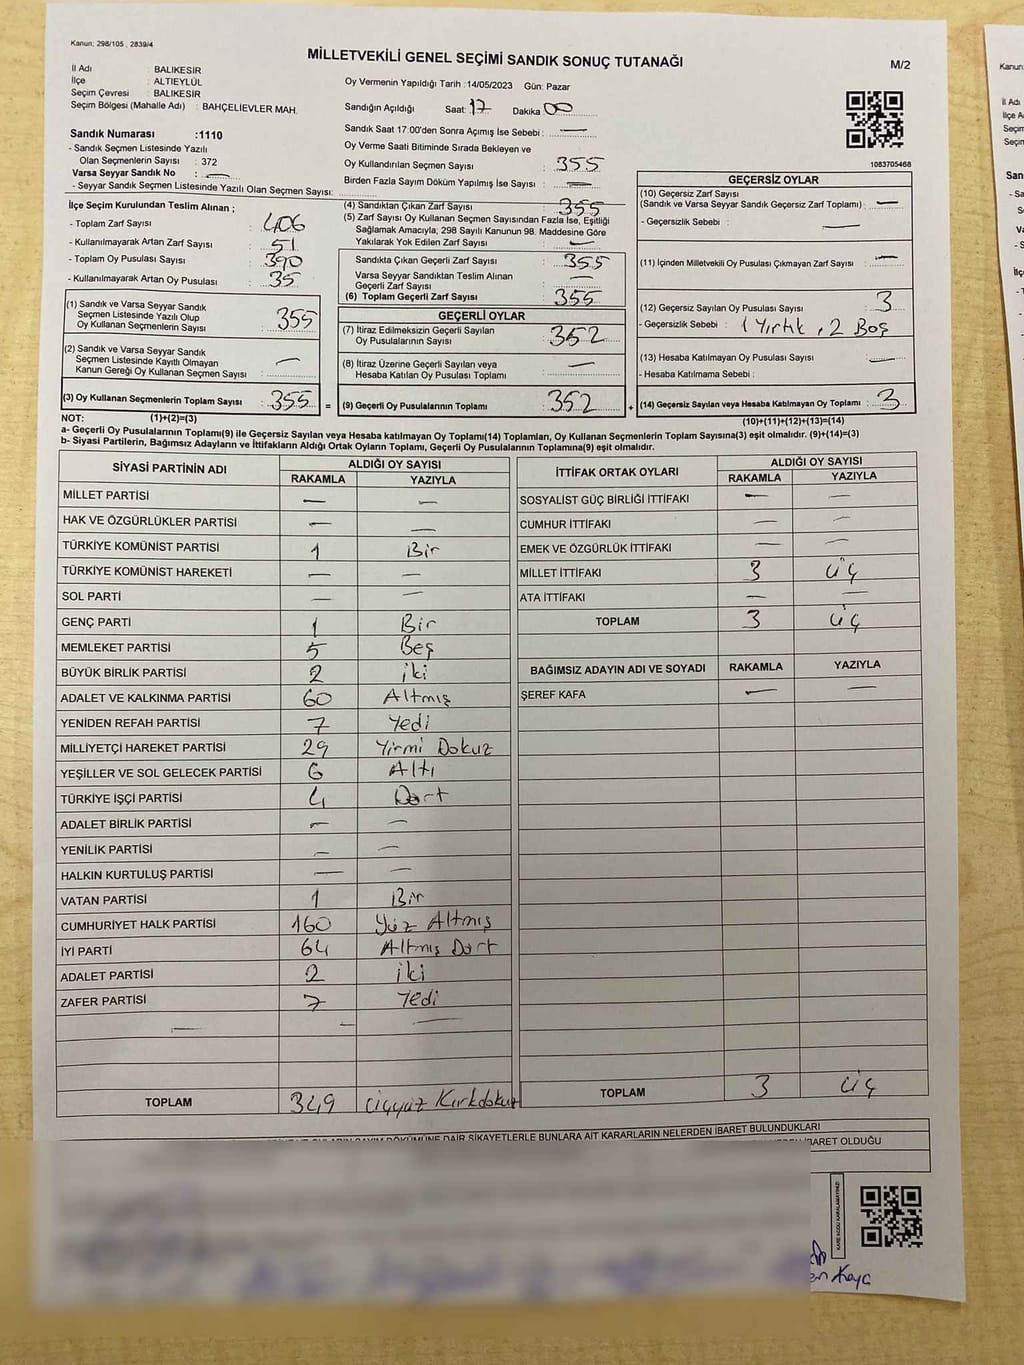 Kanun; 298/105 , 2839/4
MİLLETVEKİLİ GENEL SEÇİMİ SANDIK SONUÇ TUTANAĞI
M/2
İl Adı : BALIKESİR
İlçe : ALTIEYLÜL
Seçim Çevresi : BALIKESİR
Seçim Bölgesi (Mahalle Adı) : BAHÇELİEVLER MAH.
Sandık Numarası :1110
- Sandık Seçmen Listesinde Yazılı
Olan Seçmenlerin Sayısı : 372
Varsa Seyyar Sandık No : —
- Seyyar Sandık Seçmen Listesinde Yazılı Olan Seçmen Sayısı:
Oy Vermenin Yapıldığı Tarih : 14/05/2023 Gün: Pazar
Sandığın Açıldığı Saat: 17 Dakika 00
Sandık Saat 17:00'den Sonra Açımış İse Sebebi : —
Oy Verme Saati Bitiminde Sırada Bekleyen ve
Oy Kullandırılan Seçmen Sayısı : 355
Birden Fazla Sayım Döküm Yapılmış İse Sayısı : —
1083705468
İlçe Seçim Kurulundan Teslim Alınan ;
- Toplam Zarf Sayısı : 406
- Kullanılmayarak Artan Zarf Sayısı : 51
- Toplam Oy Pusulası Sayısı : 390
- Kullanılmayarak Artan Oy Pusulası : 35
(1) Sandık ve Varsa Seyyar Sandık
Seçmen Listesinde Yazılı Olup
Oy Kullanan Seçmenlerin Sayısı : 355
(2) Sandık ve Varsa Seyyar Sandık
Seçmen Listesinde Kayıtlı Olmayan
Kanun Gereği Oy Kullanan Seçmen Sayısı : —
(3) Oy Kullanan Seçmenlerin Toplam Sayısı : 355 =
(4) Sandıktan Çıkan Zarf Sayısı : 355
(5) Zarf Sayısı Oy Kullanan Seçmen Sayısından Fazla İse, Eşitliği
Sağlamak Amacıyla; 298 Sayılı Kanunun 98. Maddesine Göre
Yakılarak Yok Edilen Zarf Sayısı : —
Sandıkta Çıkan Geçerli Zarf Sayısı : 355
Varsa Seyyar Sandıktan Teslim Alınan
Geçerli Zarf Sayısı : —
(6) Toplam Geçerli Zarf Sayısı : 355
GEÇERLİ OYLAR
(7) İtiraz Edilmeksizin Geçerli Sayılan
Oy Pusulalarının Sayısı : 352
(8) İtiraz Üzerine Geçerli Sayılan veya
Hesaba Katılan Oy Pusulası Toplamı : —
(9) Geçerli Oy Pusulalarının Toplamı : 352 +
GEÇERSİZ OYLAR
(10) Geçersiz Zarf Sayısı
(Sandık ve Varsa Seyyar Sandık Geçersiz Zarf Toplamı) : —
- Geçersizlik Sebebi : —
(11) İçinden Milletvekili Oy Pusulası Çıkmayan Zarf Sayısı : —
(12) Geçersiz Sayılan Oy Pusulası Sayısı : 3
- Geçersizlik Sebebi : 1 Yırtık , 2 Boş
(13) Hesaba Katılmayan Oy Pusulası Sayısı : —
- Hesaba Katılmama Sebebi :
(14) Geçersiz Sayılan veya Hesaba Katılmayan Oy Toplamı : 3
NOT: (1)+(2)=(3)
(10)+(11)+(12)+(13)=(14)
a- Geçerli Oy Pusulalarının Toplamı(9) ile Geçersiz Sayılan veya Hesaba katılmayan Oy Toplamı(14) Toplamları, Oy Kullanan Seçmenlerin Toplam Sayısına(3) eşit olmalıdır. (9)+(14)=(3)
b- Siyasi Partilerin, Bağımsız Adayların ve İttifakların Aldığı Ortak Oyların Toplamı, Geçerli Oy Pusulalarının Toplamına(9) eşit olmalıdır.
SİYASİ PARTİNİN ADI
ALDIĞI OY SAYISI
RAKAMLA YAZIYLA
MİLLET PARTİSİ — —
HAK VE ÖZGÜRLÜKLER PARTİSİ — —
TÜRKİYE KOMÜNİST PARTİSİ 1 Bir
TÜRKİYE KOMÜNİST HAREKETİ — —
SOL PARTİ — —
GENÇ PARTİ 1 Bir
MEMLEKET PARTİSİ 5 Beş
BÜYÜK BİRLİK PARTİSİ 2 iki
ADALET VE KALKINMA PARTİSİ 60 Altmış
YENİDEN REFAH PARTİSİ 7 Yedi
MİLLİYETÇİ HAREKET PARTİSİ 29 Yirmi Dokuz
YEŞİLLER VE SOL GELECEK PARTİSİ 6 Altı
TÜRKİYE İŞÇİ PARTİSİ 4 Dört
ADALET BİRLİK PARTİSİ — —
YENİLİK PARTİSİ — —
HALKIN KURTULUŞ PARTİSİ — —
VATAN PARTİSİ 1 Bir
CUMHURİYET HALK PARTİSİ 160 Yüz Altmış
İYİ PARTİ 64 Altmış Dört
ADALET PARTİSİ 2 iki
ZAFER PARTİSİ 7 Yedi
— — —
TOPLAM 349 Üçyüz Kırkdokuz
İTTİFAK ORTAK OYLARI
ALDIĞI OY SAYISI
RAKAMLA YAZIYLA
SOSYALİST GÜÇ BİRLİĞİ İTTİFAKI — —
CUMHUR İTTİFAKI — —
EMEK VE ÖZGÜRLÜK İTTİFAKI — —
MİLLET İTTİFAKI 3 üç
ATA İTTİFAKI — —
TOPLAM 3 üç
BAĞIMSIZ ADAYIN ADI VE SOYADI RAKAMLA YAZIYLA
ŞEREF KAFA — —
TOPLAM 3 üç
DÖKÜMÜNE DAİR ŞİKAYETLERLE BUNLARA AİT KARARLARIN NELERDEN İBARET BULUNDUKLARI
İBARET OLDUĞU
KARE KODU KARALAMAYINIZ!
Kaya